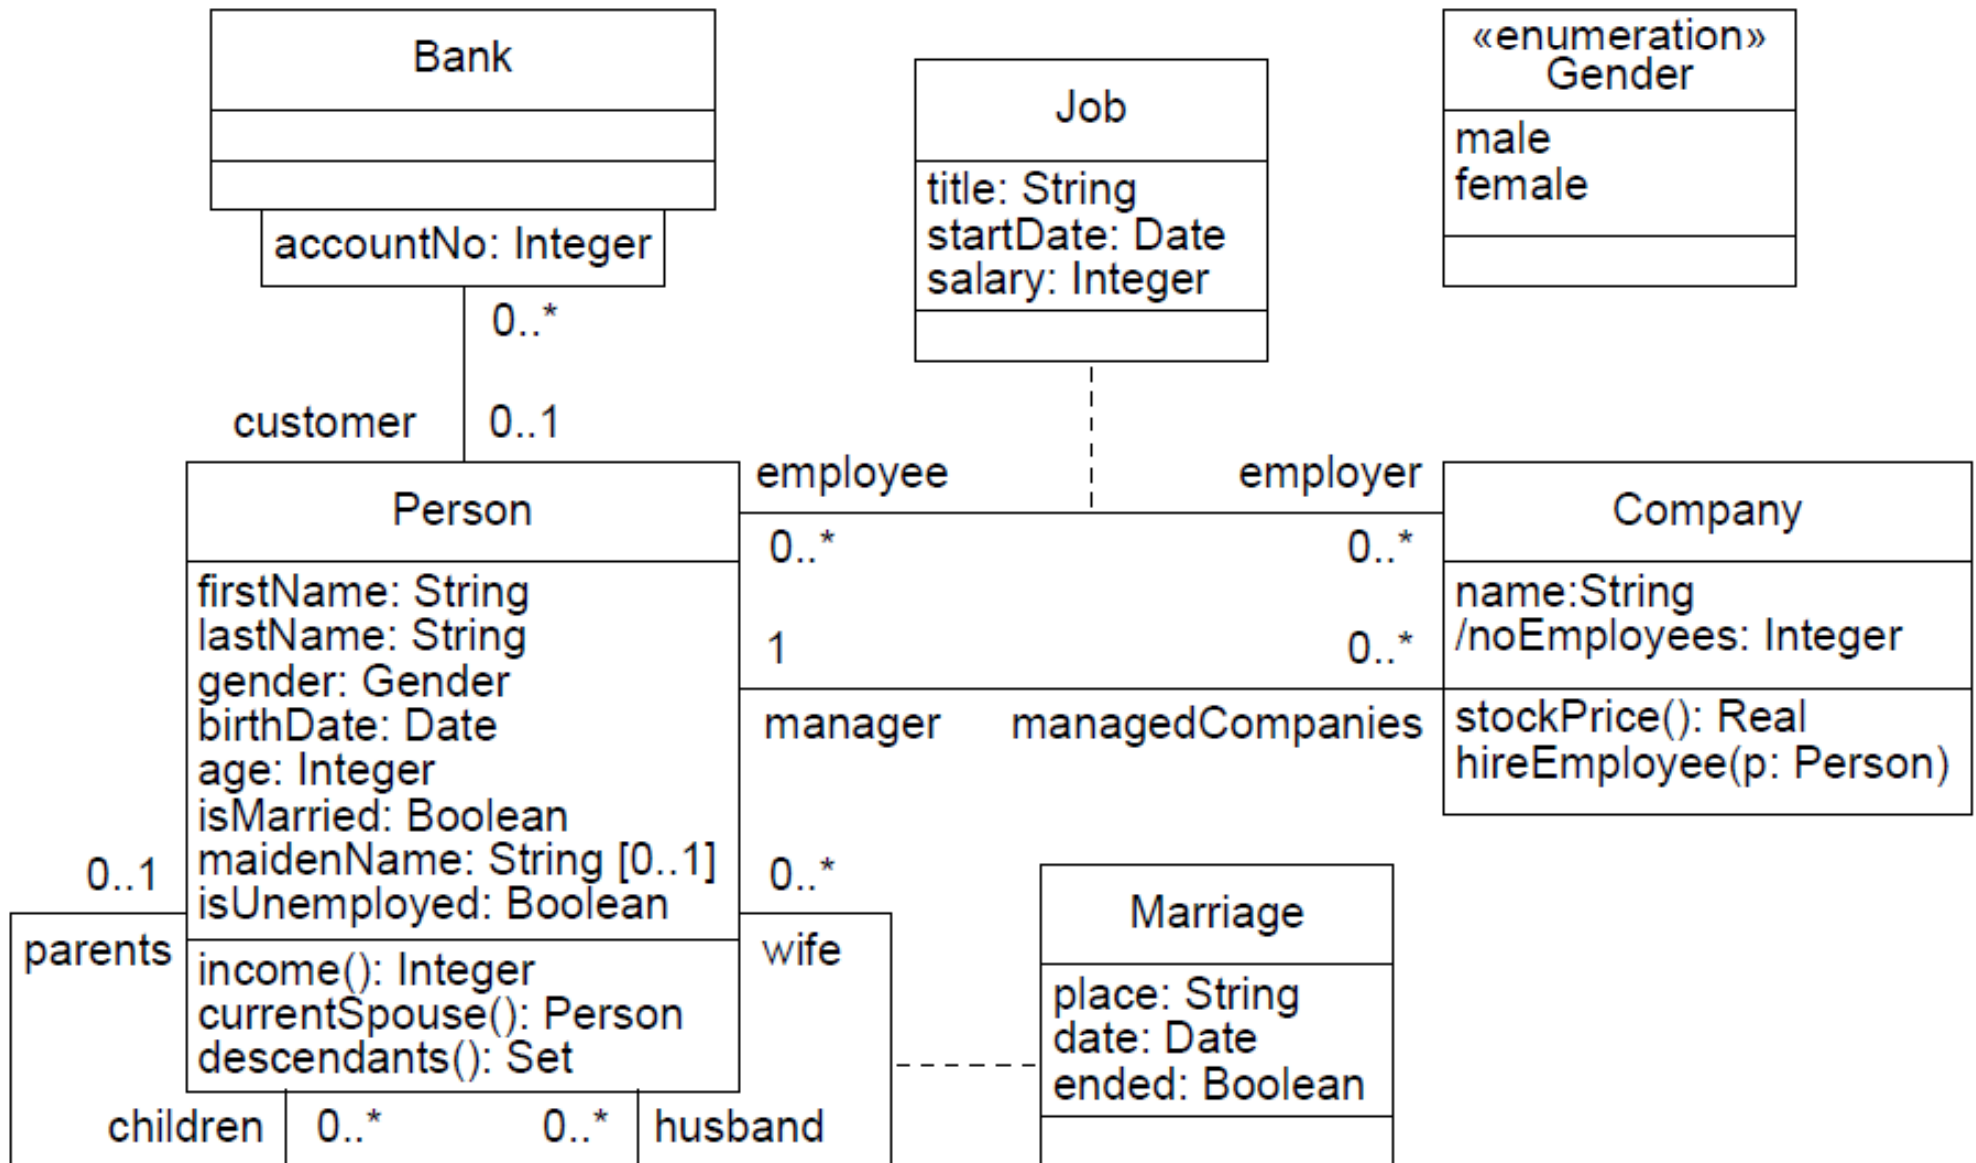 Bank
accountNo: Integer
0..*
customer
0..1
Job
title: String
startDate: Date
salary: Integer
«enumeration»
Gender
male
female
Person
firstName: String
lastName: String
gender: Gender
birthDate: Date
age: Integer
isMarried: Boolean
maidenName: String [0..1]
isUnemployed: Boolean
income(): Integer
currentSpouse(): Person
descendants(): Set
employee
employer
0..*
0..*
1
0..*
manager
managedCompanies
Company
name:String
/noEmployees: Integer
stockPrice(): Real
hireEmployee(p: Person)
0..1
parents
0..*
wife
children
0..*
0..*
husband
Marriage
place: String
date: Date
ended: Boolean